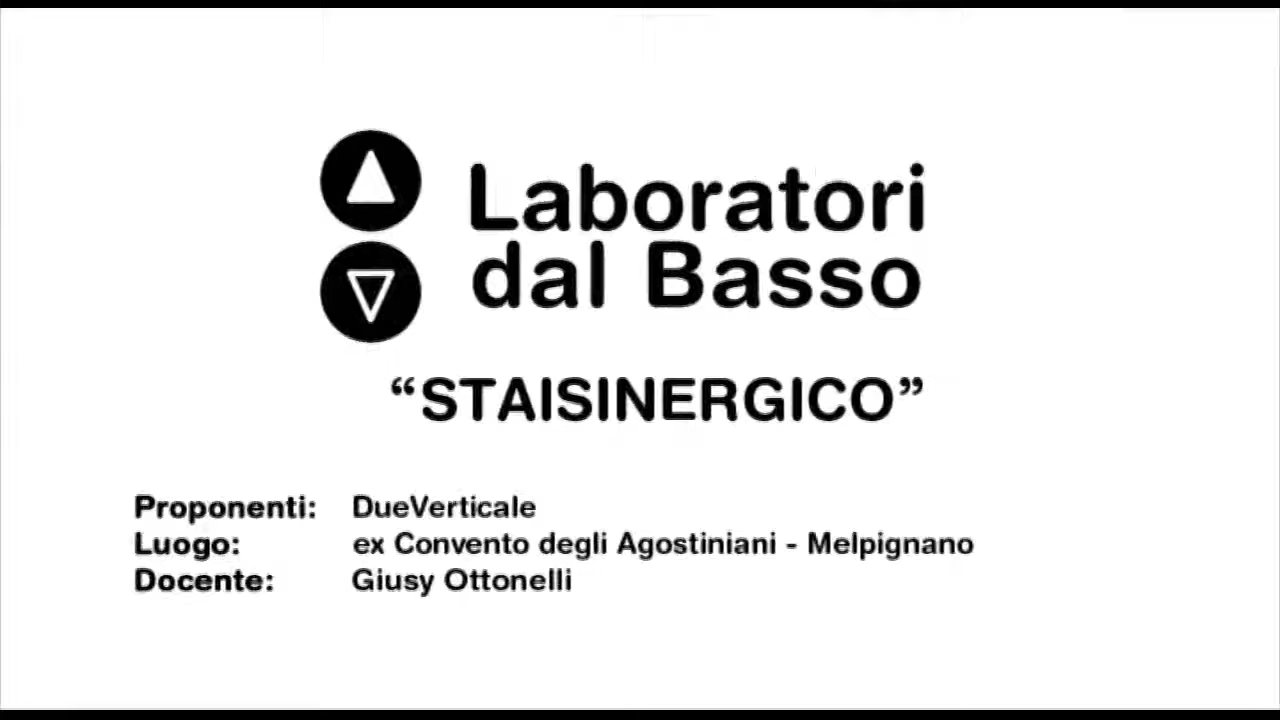 Laboratori
dal Basso
“STAISINERGICO”
Proponenti: DueVerticale
Luogo: ex Convento degli Agostiniani - Melpignano
Docente: Giusy Ottonelli